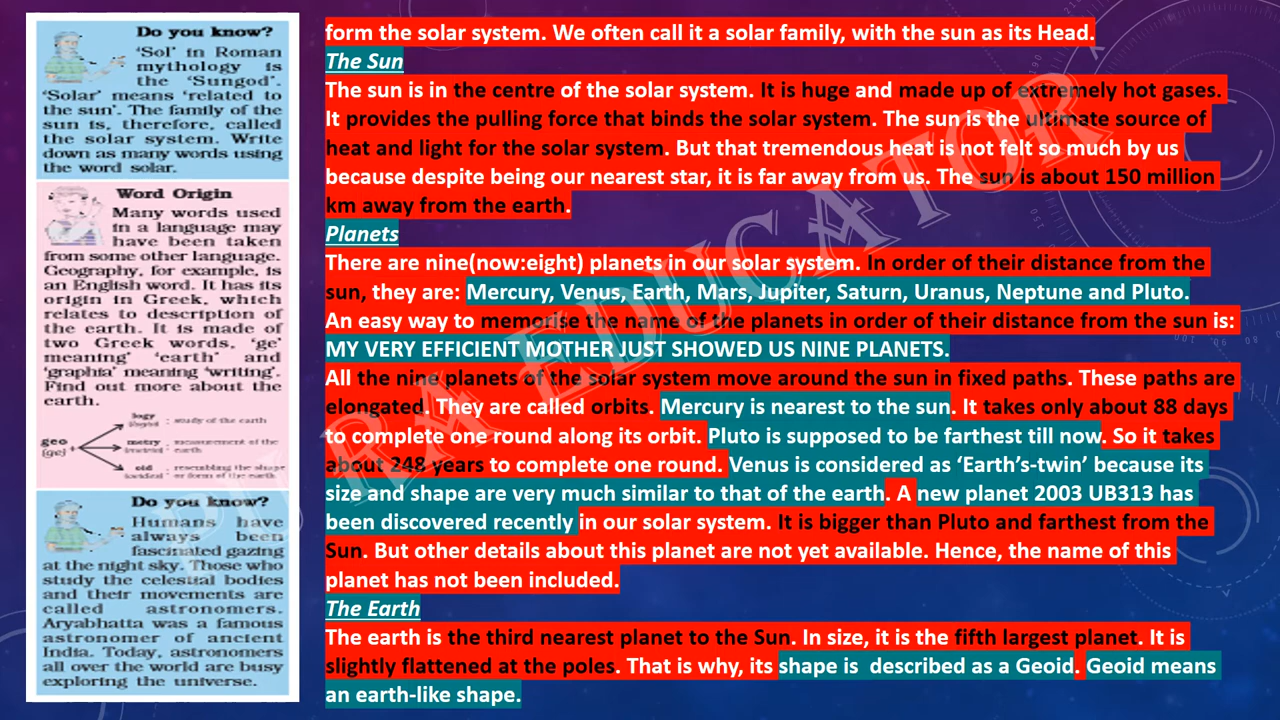 Do you know?
'Sol' in Roman
mythology is
the 'Sungod'.
'Solar' means 'related to
the sun'. The family of the
sun is, therefore, called
the solar system. Write
down as many words using
the word solar.
Word Origin
Many words used
in a language may
have been taken
from some other language.
Geography, for example, is
an English word. It has its
origin in Greek, which
relates to description of
the earth. It is made of
two Greek words, 'ge'
meaning 'earth' and
'graphia' meaning 'writing'.
Find out more about the
earth.
logy : study of the earth
geo metry : measurement of the
(ge) + earth
oid : resembling the shape
or form of the earth
Do you know?
Humans have
always been
fascinated gazing
at the night sky. Those who
study the celestial bodies
and their movements are
called astronomers.
Aryabhatta was a famous
astronomer of ancient
India. Today, astronomers
all over the world are busy
exploring the universe.
form the solar system. We often call it a solar family, with the sun as its Head.
The Sun
The sun is in the centre of the solar system. It is huge and made up of extremely hot gases.
It provides the pulling force that binds the solar system. The sun is the ultimate source of
heat and light for the solar system. But that tremendous heat is not felt so much by us
because despite being our nearest star, it is far away from us. The sun is about 150 million
km away from the earth.
Planets
There are nine(now:eight) planets in our solar system. In order of their distance from the
sun, they are: Mercury, Venus, Earth, Mars, Jupiter, Saturn, Uranus, Neptune and Pluto.
An easy way to memorise the name of the planets in order of their distance from the sun is:
MY VERY EFFICIENT MOTHER JUST SHOWED US NINE PLANETS.
All the nine planets of the solar system move around the sun in fixed paths. These paths are
elongated. They are called orbits. Mercury is nearest to the sun. It takes only about 88 days
to complete one round along its orbit. Pluto is supposed to be farthest till now. So it takes
about 248 years to complete one round. Venus is considered as 'Earth's-twin' because its
size and shape are very much similar to that of the earth. A new planet 2003 UB313 has
been discovered recently in our solar system. It is bigger than Pluto and farthest from the
Sun. But other details about this planet are not yet available. Hence, the name of this
planet has not been included.
The Earth
The earth is the third nearest planet to the Sun. In size, it is the fifth largest planet. It is
slightly flattened at the poles. That is why, its shape is described as a Geoid. Geoid means
an earth-like shape.
EDUCATOR